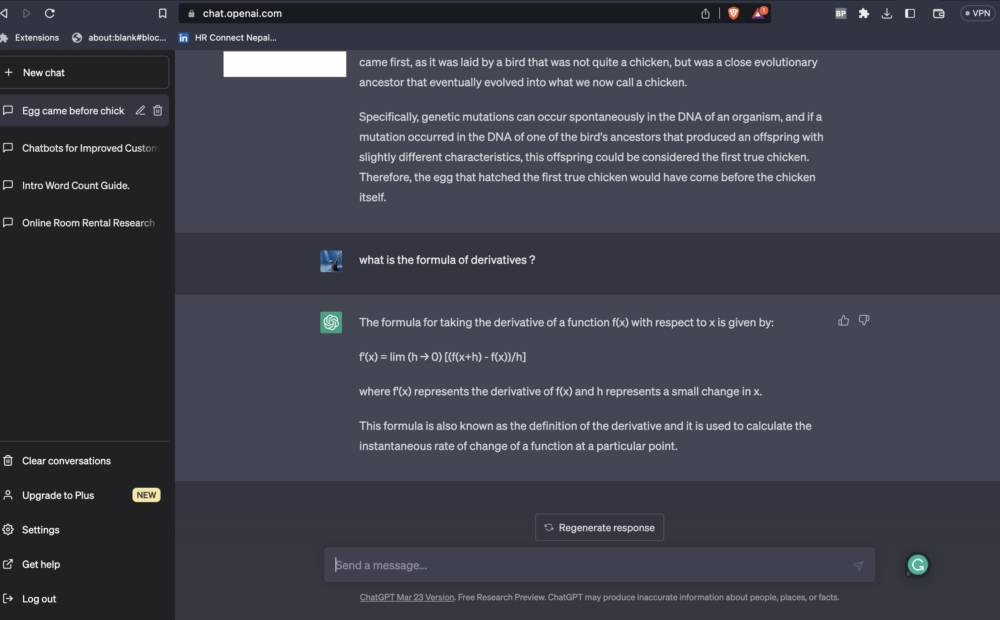 chat.openai.com
1
BP
VPN
Extensions
about:blank#bloc...
in HR Connect Nepal...
New chat
Egg came before chick
Chatbots for Improved Custom
Intro Word Count Guide.
Online Room Rental Research
Clear conversations
Upgrade to Plus NEW
Settings
Get help
Log out
came first, as it was laid by a bird that was not quite a chicken, but was a close evolutionary
ancestor that eventually evolved into what we now call a chicken.
Specifically, genetic mutations can occur spontaneously in the DNA of an organism, and if a
mutation occurred in the DNA of one of the bird's ancestors that produced an offspring with
slightly different characteristics, this offspring could be considered the first true chicken.
Therefore, the egg that hatched the first true chicken would have come before the chicken
itself.
what is the formula of derivatives ?
The formula for taking the derivative of a function f(x) with respect to x is given by:
f'(x) = lim (h → 0) [(f(x+h) - f(x))/h]
where f'(x) represents the derivative of f(x) and h represents a small change in x.
This formula is also known as the definition of the derivative and it is used to calculate the
instantaneous rate of change of a function at a particular point.
Regenerate response
Send a message...
ChatGPT Mar 23 Version. Free Research Preview. ChatGPT may produce inaccurate information about people, places, or facts.